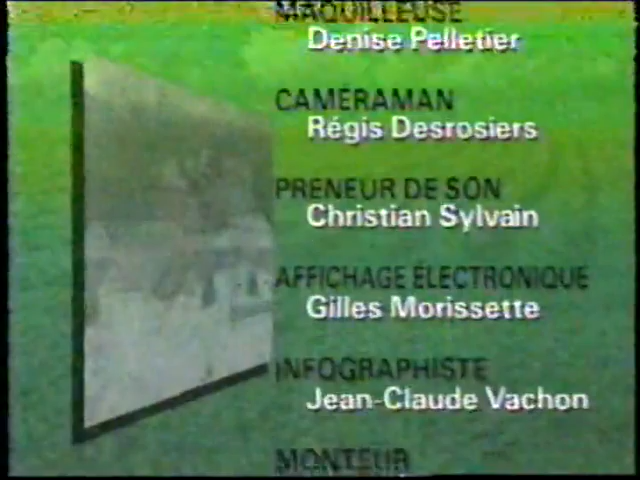 MAQUILLEUSE
Denise Pelletier
CAMERAMAN
Régis Desrosiers
PRENEUR DE SON
Christian Sylvain
AFFICHAGE ÉLECTRONIQUE
Gilles Morissette
INFOGRAPHISTE
Jean-Claude Vachon
MONTEUR